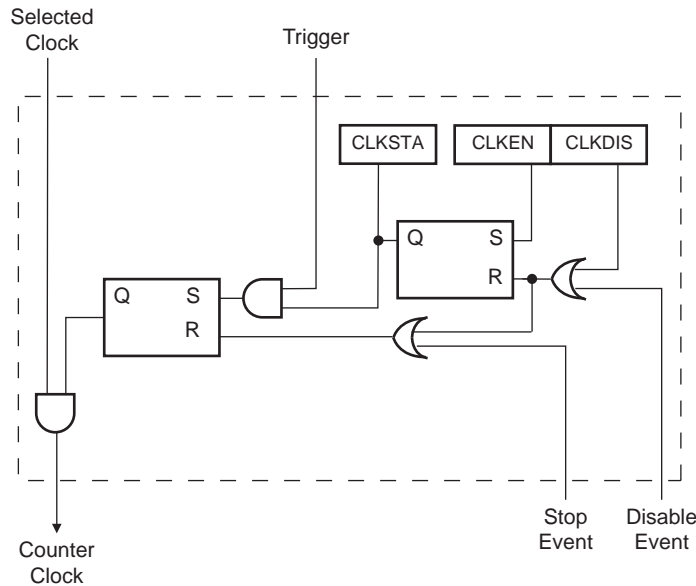 Selected
Clock
Trigger
CLKSTA
CLKEN
CLKDIS
Q
S
R
Q
S
R
Stop
Event
Disable
Event
Counter
Clock